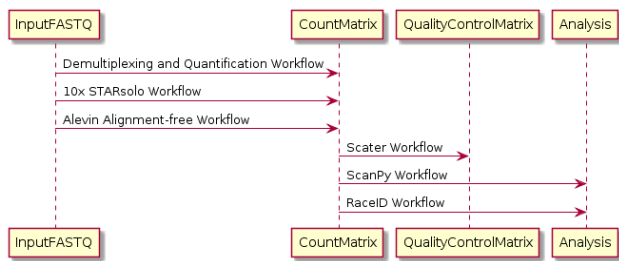 InputFASTQ
CountMatrix
QualityControlMatrix
Analysis
Demultiplexing and Quantification Workflow
10x STARsolo Workflow
Alevin Alignment-free Workflow
Scater Workflow
ScanPy Workflow
RaceID Workflow
InputFASTQ
CountMatrix
QualityControlMatrix
Analysis